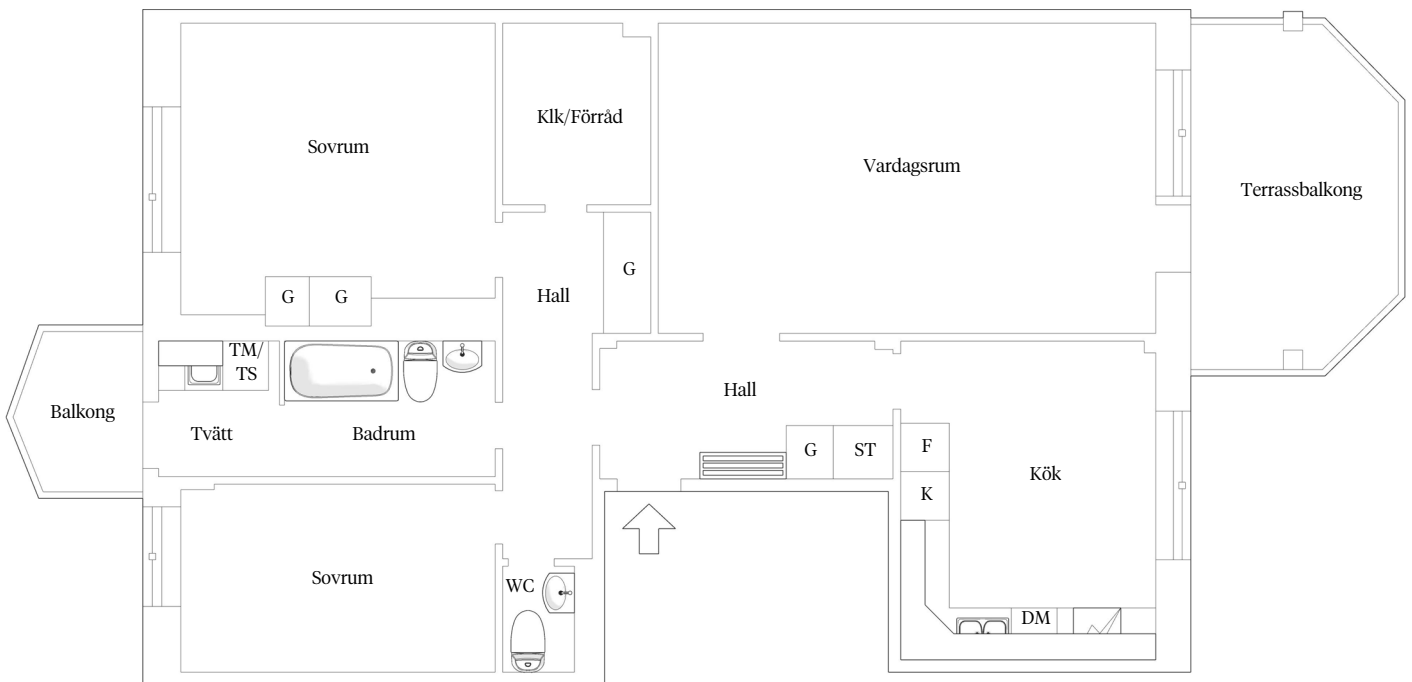 Klk/Förråd
Sovrum
Vardagsrum
Terrassbalkong
G
G
G
Hall
TM/
TS
Hall
Balkong
Tvätt
Badrum
G
ST
F
Kök
K
Sovrum
WC
DM